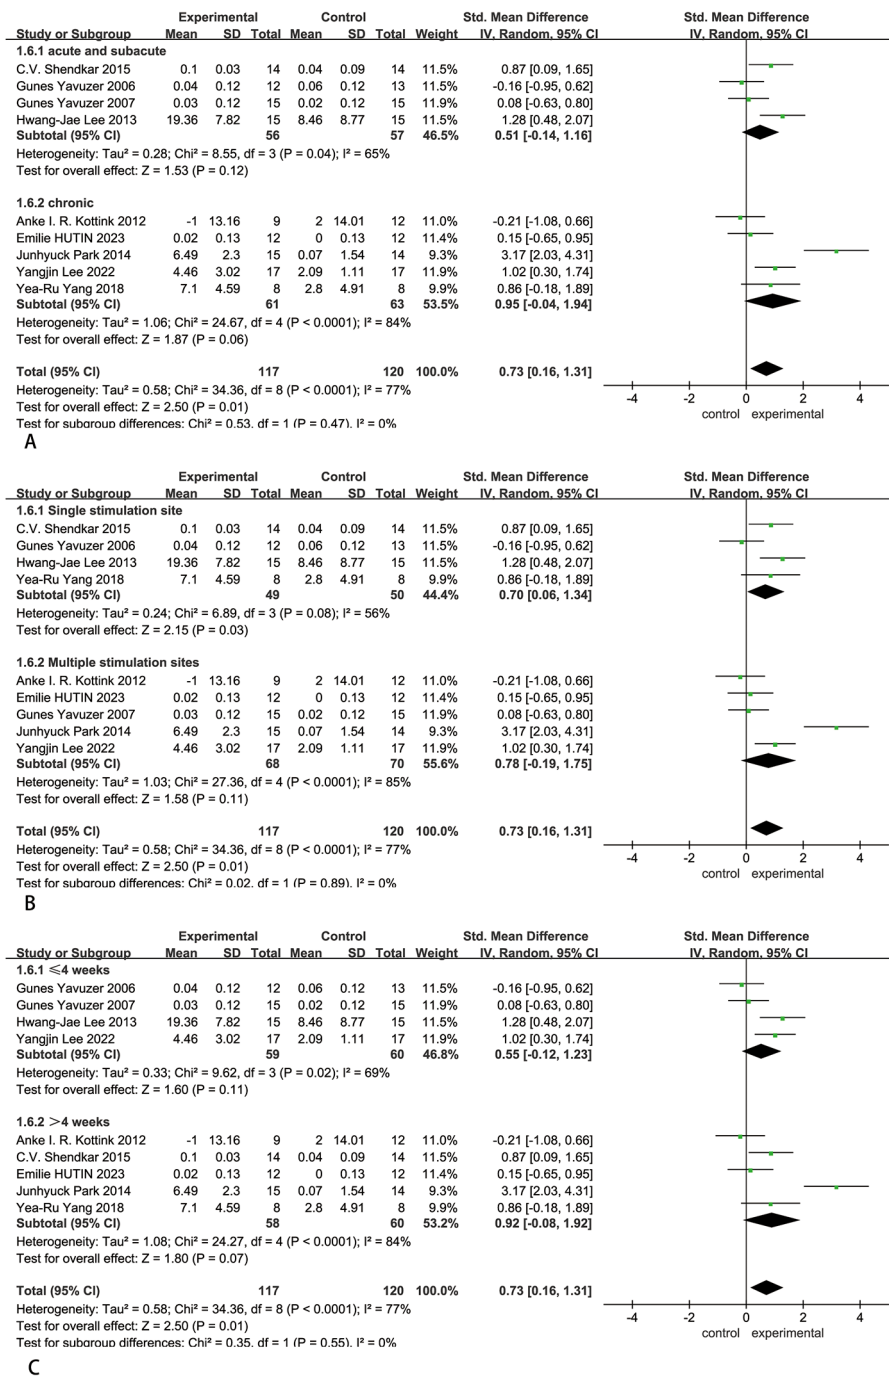 Experimental Control Std. Mean Difference Std. Mean Difference
Study or Subgroup Mean SD Total Mean SD Total Weight IV, Random, 95% CI IV, Random, 95% CI
1.6.1 acute and subacute
C.V. Shendkar 2015 0.1 0.03 14 0.04 0.09 14 11.5% 0.87 [0.09, 1.65]
Gunes Yavuzer 2006 0.04 0.12 12 0.06 0.12 13 11.5% -0.16 [-0.95, 0.62]
Gunes Yavuzer 2007 0.03 0.12 15 0.02 0.12 15 11.9% 0.08 [-0.63, 0.80]
Hwang-Jae Lee 2013 19.36 7.82 15 8.46 8.77 15 11.5% 1.28 [0.48, 2.07]
Subtotal (95% CI) 56 57 46.5% 0.51 [-0.14, 1.16]
Heterogeneity: Tau² = 0.28; Chi² = 8.55, df = 3 (P = 0.04); I² = 65%
Test for overall effect: Z = 1.53 (P = 0.12)
1.6.2 chronic
Anke I. R. Kottink 2012 -1 13.16 9 2 14.01 12 11.0% -0.21 [-1.08, 0.66]
Emilie HUTIN 2023 0.02 0.13 12 0 0.13 12 11.4% 0.15 [-0.65, 0.95]
Junhyuck Park 2014 6.49 2.3 15 0.07 1.54 14 9.3% 3.17 [2.03, 4.31]
Yangjin Lee 2022 4.46 3.02 17 2.09 1.11 17 11.9% 1.02 [0.30, 1.74]
Yea-Ru Yang 2018 7.1 4.59 8 2.8 4.91 8 9.9% 0.86 [-0.18, 1.89]
Subtotal (95% CI) 61 63 53.5% 0.95 [-0.04, 1.94]
Heterogeneity: Tau² = 1.06; Chi² = 24.67, df = 4 (P < 0.0001); I² = 84%
Test for overall effect: Z = 1.87 (P = 0.06)
Total (95% CI) 117 120 100.0% 0.73 [0.16, 1.31]
Heterogeneity: Tau² = 0.58; Chi² = 34.36, df = 8 (P < 0.0001); I² = 77%
Test for overall effect: Z = 2.50 (P = 0.01)
Test for subgroup differences: Chi² = 0.53. df = 1 (P = 0.47). I² = 0%
-4 -2 0 2 4
control experimental
A
Experimental Control Std. Mean Difference Std. Mean Difference
Study or Subgroup Mean SD Total Mean SD Total Weight IV, Random, 95% CI IV, Random, 95% CI
1.6.1 Single stimulation site
C.V. Shendkar 2015 0.1 0.03 14 0.04 0.09 14 11.5% 0.87 [0.09, 1.65]
Gunes Yavuzer 2006 0.04 0.12 12 0.06 0.12 13 11.5% -0.16 [-0.95, 0.62]
Hwang-Jae Lee 2013 19.36 7.82 15 8.46 8.77 15 11.5% 1.28 [0.48, 2.07]
Yea-Ru Yang 2018 7.1 4.59 8 2.8 4.91 8 9.9% 0.86 [-0.18, 1.89]
Subtotal (95% CI) 49 50 44.4% 0.70 [0.06, 1.34]
Heterogeneity: Tau² = 0.24; Chi² = 6.89, df = 3 (P = 0.08); I² = 56%
Test for overall effect: Z = 2.15 (P = 0.03)
1.6.2 Multiple stimulation sites
Anke I. R. Kottink 2012 -1 13.16 9 2 14.01 12 11.0% -0.21 [-1.08, 0.66]
Emilie HUTIN 2023 0.02 0.13 12 0 0.13 12 11.4% 0.15 [-0.65, 0.95]
Gunes Yavuzer 2007 0.03 0.12 15 0.02 0.12 15 11.9% 0.08 [-0.63, 0.80]
Junhyuck Park 2014 6.49 2.3 15 0.07 1.54 14 9.3% 3.17 [2.03, 4.31]
Yangjin Lee 2022 4.46 3.02 17 2.09 1.11 17 11.9% 1.02 [0.30, 1.74]
Subtotal (95% CI) 68 70 55.6% 0.78 [-0.19, 1.75]
Heterogeneity: Tau² = 1.03; Chi² = 27.36, df = 4 (P < 0.0001); I² = 85%
Test for overall effect: Z = 1.58 (P = 0.11)
Total (95% CI) 117 120 100.0% 0.73 [0.16, 1.31]
Heterogeneity: Tau² = 0.58; Chi² = 34.36, df = 8 (P < 0.0001); I² = 77%
Test for overall effect: Z = 2.50 (P = 0.01)
Test for subgroup differences: Chi² = 0.02. df = 1 (P = 0.89). I² = 0%
-4 -2 0 2 4
control experimental
B
Experimental Control Std. Mean Difference Std. Mean Difference
Study or Subgroup Mean SD Total Mean SD Total Weight IV, Random, 95% CI IV, Random, 95% CI
1.6.1 ≤4 weeks
Gunes Yavuzer 2006 0.04 0.12 12 0.06 0.12 13 11.5% -0.16 [-0.95, 0.62]
Gunes Yavuzer 2007 0.03 0.12 15 0.02 0.12 15 11.9% 0.08 [-0.63, 0.80]
Hwang-Jae Lee 2013 19.36 7.82 15 8.46 8.77 15 11.5% 1.28 [0.48, 2.07]
Yangjin Lee 2022 4.46 3.02 17 2.09 1.11 17 11.9% 1.02 [0.30, 1.74]
Subtotal (95% CI) 59 60 46.8% 0.55 [-0.12, 1.23]
Heterogeneity: Tau² = 0.33; Chi² = 9.62, df = 3 (P = 0.02); I² = 69%
Test for overall effect: Z = 1.60 (P = 0.11)
1.6.2 >4 weeks
Anke I. R. Kottink 2012 -1 13.16 9 2 14.01 12 11.0% -0.21 [-1.08, 0.66]
C.V. Shendkar 2015 0.1 0.03 14 0.04 0.09 14 11.5% 0.87 [0.09, 1.65]
Emilie HUTIN 2023 0.02 0.13 12 0 0.13 12 11.4% 0.15 [-0.65, 0.95]
Junhyuck Park 2014 6.49 2.3 15 0.07 1.54 14 9.3% 3.17 [2.03, 4.31]
Yea-Ru Yang 2018 7.1 4.59 8 2.8 4.91 8 9.9% 0.86 [-0.18, 1.89]
Subtotal (95% CI) 58 60 53.2% 0.92 [-0.08, 1.92]
Heterogeneity: Tau² = 1.08; Chi² = 24.27, df = 4 (P < 0.0001); I² = 84%
Test for overall effect: Z = 1.80 (P = 0.07)
Total (95% CI) 117 120 100.0% 0.73 [0.16, 1.31]
Heterogeneity: Tau² = 0.58; Chi² = 34.36, df = 8 (P < 0.0001); I² = 77%
Test for overall effect: Z = 2.50 (P = 0.01)
Test for subgroup differences: Chi² = 0.35. df = 1 (P = 0.55). I² = 0%
-4 -2 0 2 4
control experimental
C